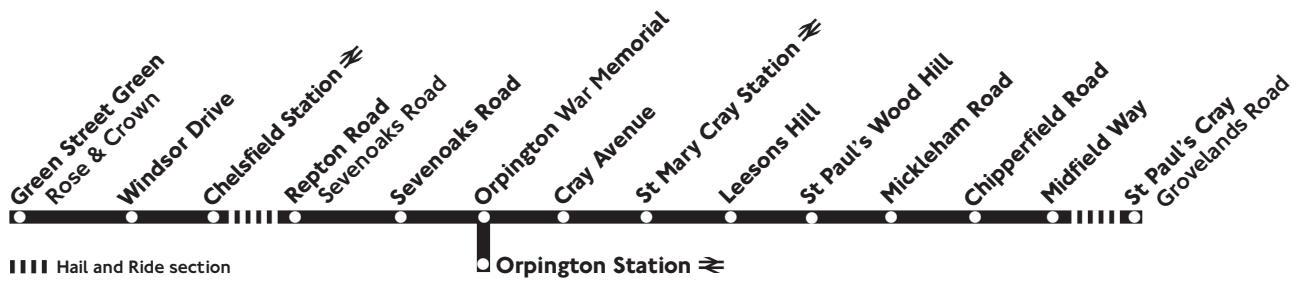 Green Street Green
Rose & Crown
Windsor Drive
Chelsfield Station
Repton Road
Sevenoaks Road
Sevenoaks Road
Orpington War Memorial
Cray Avenue
St Mary Cray Station
Leesons Hill
St Paul's Wood Hill
Mickleham Road
Chipperfield Road
Midfield Way
St Paul's Cray
Grovelands Road
Hail and Ride section
Orpington Station